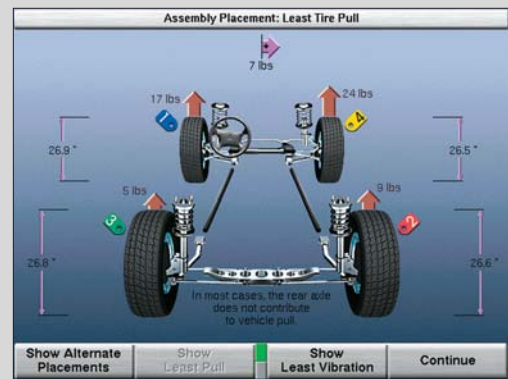 Assembly Placement: Least Tire Pull
7 lbs
17 lbs
24 lbs
1
4
26.9 "
26.5 "
5 lbs
9 lbs
3
2
26.8 "
26.6 "
In most cases, the rear axle
does not contribute
to vehicle pull.
Show Alternate
Placements
Show
Least Pull
Show
Least Vibration
Continue